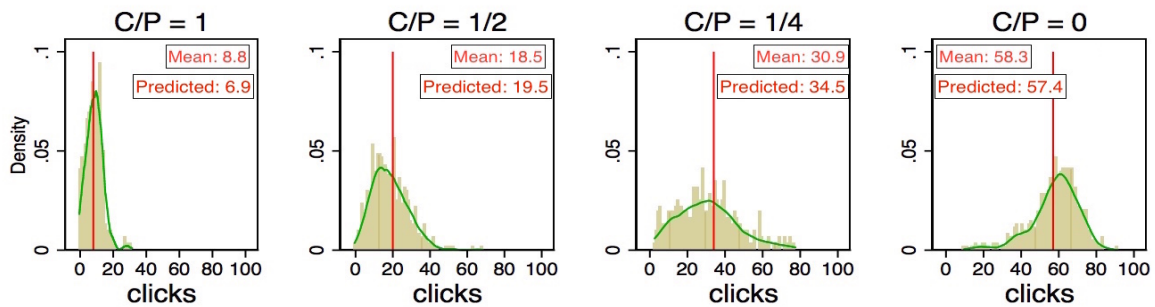 C/P = 1
.1
.05
0
Density
Mean: 8.8
Predicted: 6.9
0 20 40 60 80 100
clicks
C/P = 1/2
.1
.05
0
Mean: 18.5
Predicted: 19.5
0 20 40 60 80 100
clicks
C/P = 1/4
.1
.05
0
Mean: 30.9
Predicted: 34.5
0 20 40 60 80 100
clicks
C/P = 0
.1
.05
0
Mean: 58.3
Predicted: 57.4
0 20 40 60 80 100
clicks